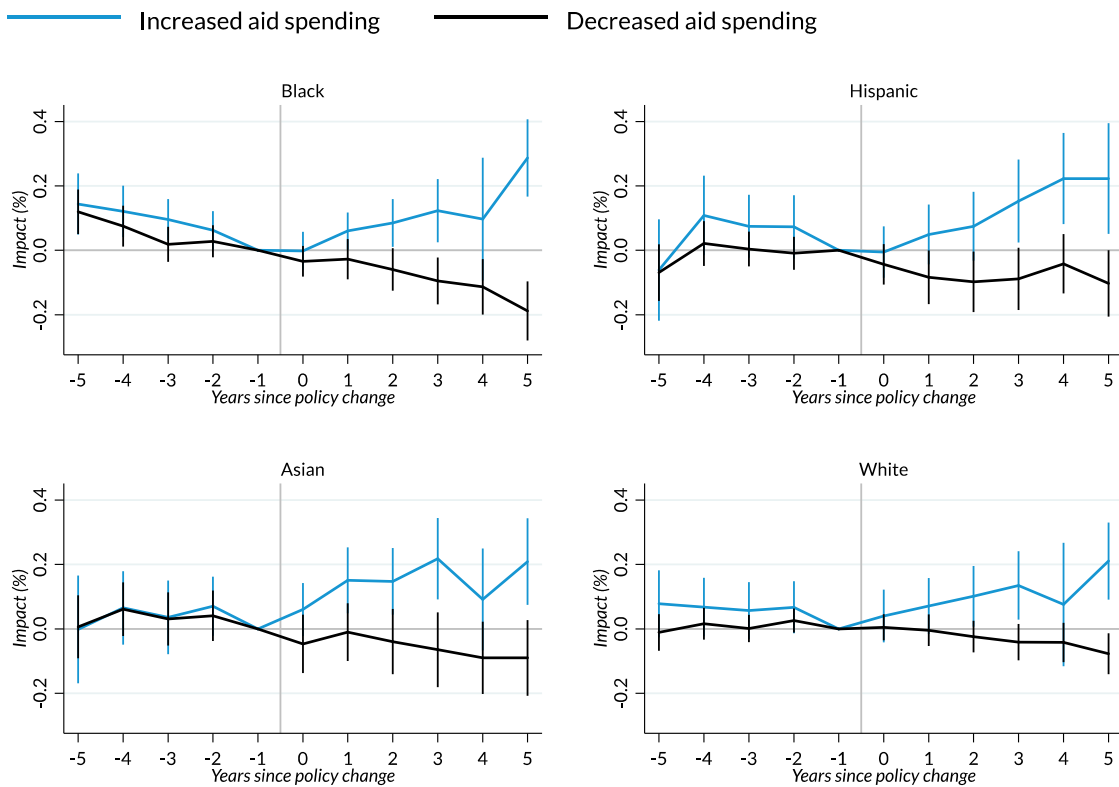 Increased aid spending Decreased aid spending
Black
Impact (%)
0.4
0.2
0.0
-0.2
-5 -4 -3 -2 -1 0 1 2 3 4 5
Years since policy change
Hispanic
Impact (%)
0.4
0.2
0.0
-0.2
-5 -4 -3 -2 -1 0 1 2 3 4 5
Years since policy change
Asian
Impact (%)
0.4
0.2
0.0
-0.2
-5 -4 -3 -2 -1 0 1 2 3 4 5
Years since policy change
White
Impact (%)
0.4
0.2
0.0
-0.2
-5 -4 -3 -2 -1 0 1 2 3 4 5
Years since policy change